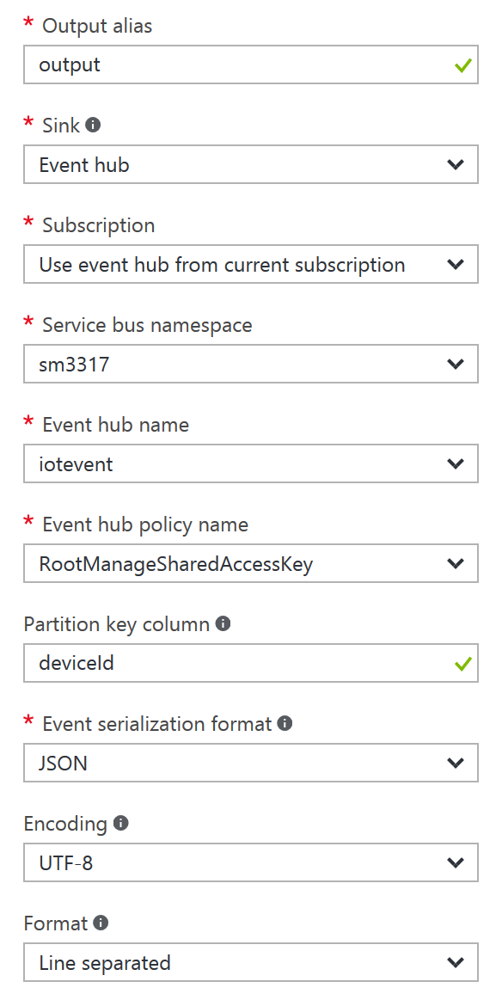 * Output alias
output
* Sink
Event hub
* Subscription
Use event hub from current subscription
* Service bus namespace
sm3317
* Event hub name
iotevent
* Event hub policy name
RootManageSharedAccessKey
Partition key column
deviceId
* Event serialization format
JSON
Encoding
UTF-8
Format
Line separated